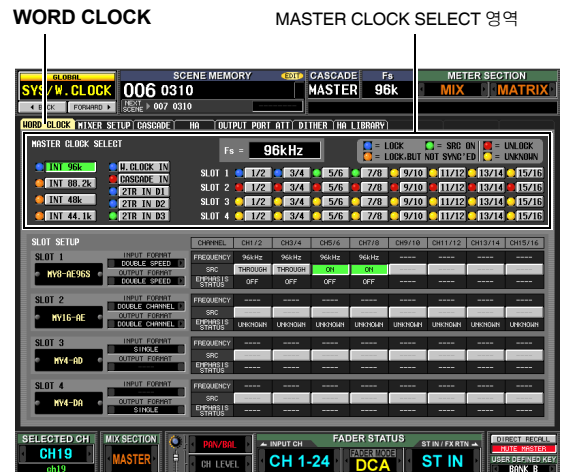 WORD CLOCK
MASTER CLOCK SELECT 영역
GLOBAL SCENE MEMORY EDIT CASCADE Fs METER SECTION
SYS/W.CLOCK 006 0310 MASTER 96k MIX MATRIX
BACK FORWARD NEXT SCENE 007 0310
WORD CLOCK MIXER SETUP CASCADE HA OUTPUT PORT ATT DITHER HA LIBRARY
MASTER CLOCK SELECT
Fs = 96kHz
= LOCK = SRC ON = UNLOCK
= LOCK,BUT NOT SYNC'ED = UNKNOWN
INT 96k W.CLOCK IN
INT 88.2k CASCADE IN
INT 48k 2TR IN D1
2TR IN D2
INT 44.1k 2TR IN D3
SLOT 1 1/2 3/4 5/6 7/8 9/10 11/12 13/14 15/16
SLOT 2 1/2 3/4 5/6 7/8 9/10 11/12 13/14 15/16
SLOT 3 1/2 3/4 5/6 7/8 9/10 11/12 13/14 15/16
SLOT 4 1/2 3/4 5/6 7/8 9/10 11/12 13/14 15/16
SLOT SETUP
CHANNEL CH1/2 CH3/4 CH5/6 CH7/8 CH9/10 CH11/12 CH13/14 CH15/16
SLOT 1 INPUT FORMAT
DOUBLE SPEED
MY8-AE96S OUTPUT FORMAT
DOUBLE SPEED
FREQUENCY 96kHz 96kHz 96kHz 96kHz ---- ---- ---- ----
SRC THROUGH THROUGH ON ON ---- ---- ---- ----
EMPHASIS STATUS OFF OFF OFF OFF ---- ---- ---- ----
SLOT 2 INPUT FORMAT
DOUBLE CHANNEL
MY16-AE OUTPUT FORMAT
DOUBLE CHANNEL
FREQUENCY ---- ---- ---- ---- ---- ---- ---- ----
SRC ---- ---- ---- ---- ---- ---- ---- ----
EMPHASIS STATUS UNKNOWN UNKNOWN UNKNOWN UNKNOWN UNKNOWN UNKNOWN UNKNOWN UNKNOWN
SLOT 3 INPUT FORMAT
SINGLE
MY4-AD OUTPUT FORMAT
----
FREQUENCY ---- ---- ---- ---- ---- ---- ---- ----
SRC ---- ---- ---- ---- ---- ---- ---- ----
EMPHASIS STATUS ---- ---- ---- ---- ---- ---- ---- ----
SLOT 4 INPUT FORMAT
----
MY4-DA OUTPUT FORMAT
SINGLE
FREQUENCY ---- ---- ---- ---- ---- ---- ---- ----
SRC ---- ---- ---- ---- ---- ---- ---- ----
EMPHASIS STATUS ---- ---- ---- ---- ---- ---- ---- ----
SELECTED CH MIX SECTION PAN/BAL FADER STATUS DIRECT RECALL
INPUT CH FADER MODE ST IN / FX RTN MUTE MASTER
CH19 MASTER CH LEVEL CH 1-24 DCA ST IN USER DEFINED KEY
ch19 BANK B